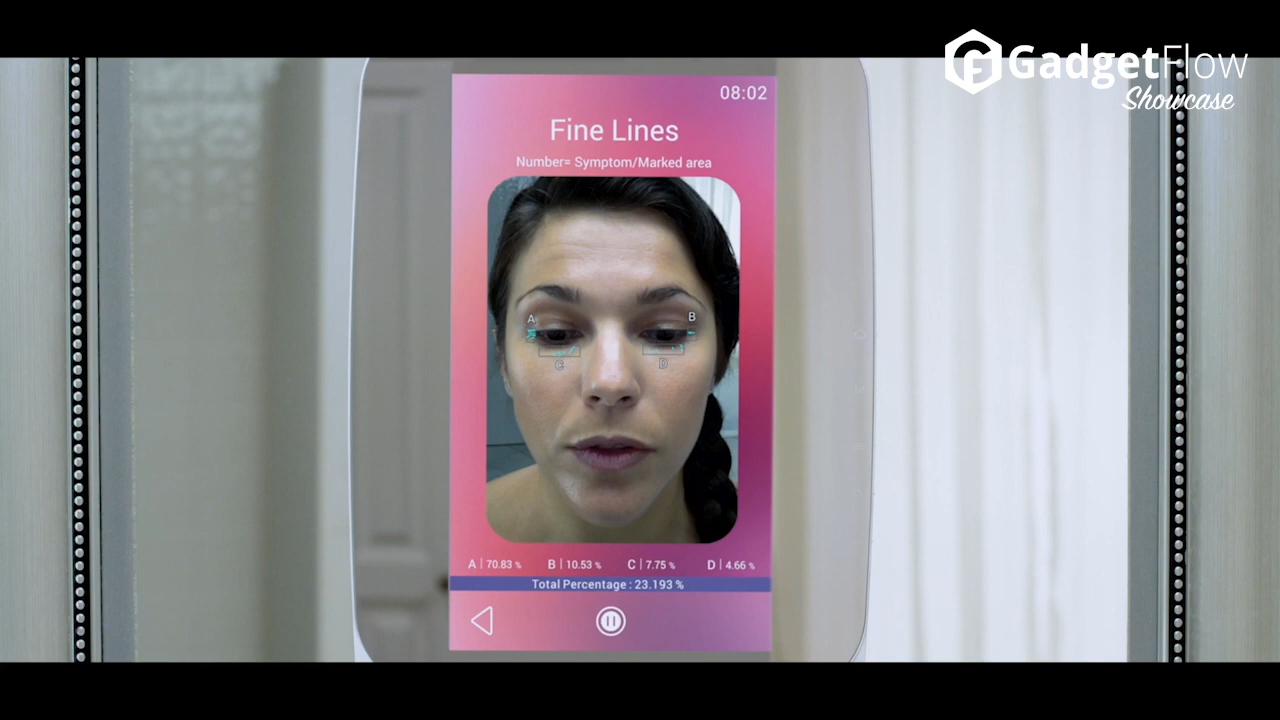 GadgetFlow
Showcase
08:02
Fine Lines
Number= Symptom/Marked area
A
B
C
D
A | 70.83 %
B | 10.53 %
C | 7.75 %
D | 4.66 %
Total Percentage : 23.193 %